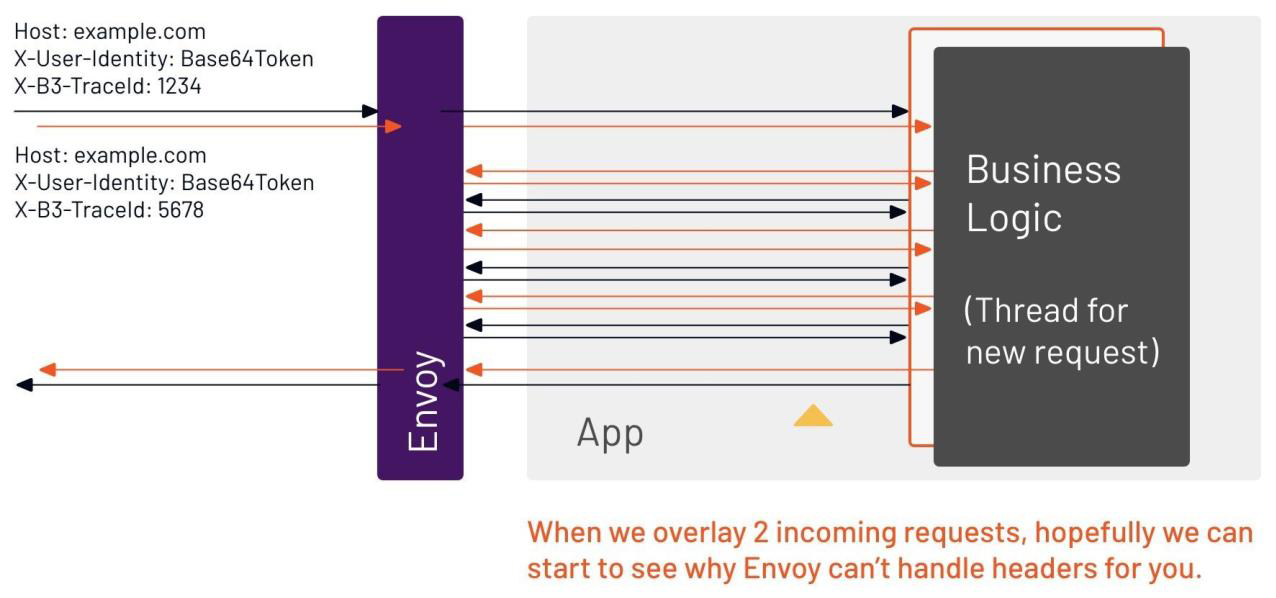 Host: example.com
X-User-Identity: Base64Token
X-B3-TraceId: 1234
Host: example.com
X-User-Identity: Base64Token
X-B3-TraceId: 5678
Envoy
App
Business
Logic
(Thread for
new request)
When we overlay 2 incoming requests, hopefully we can
start to see why Envoy can’t handle headers for you.